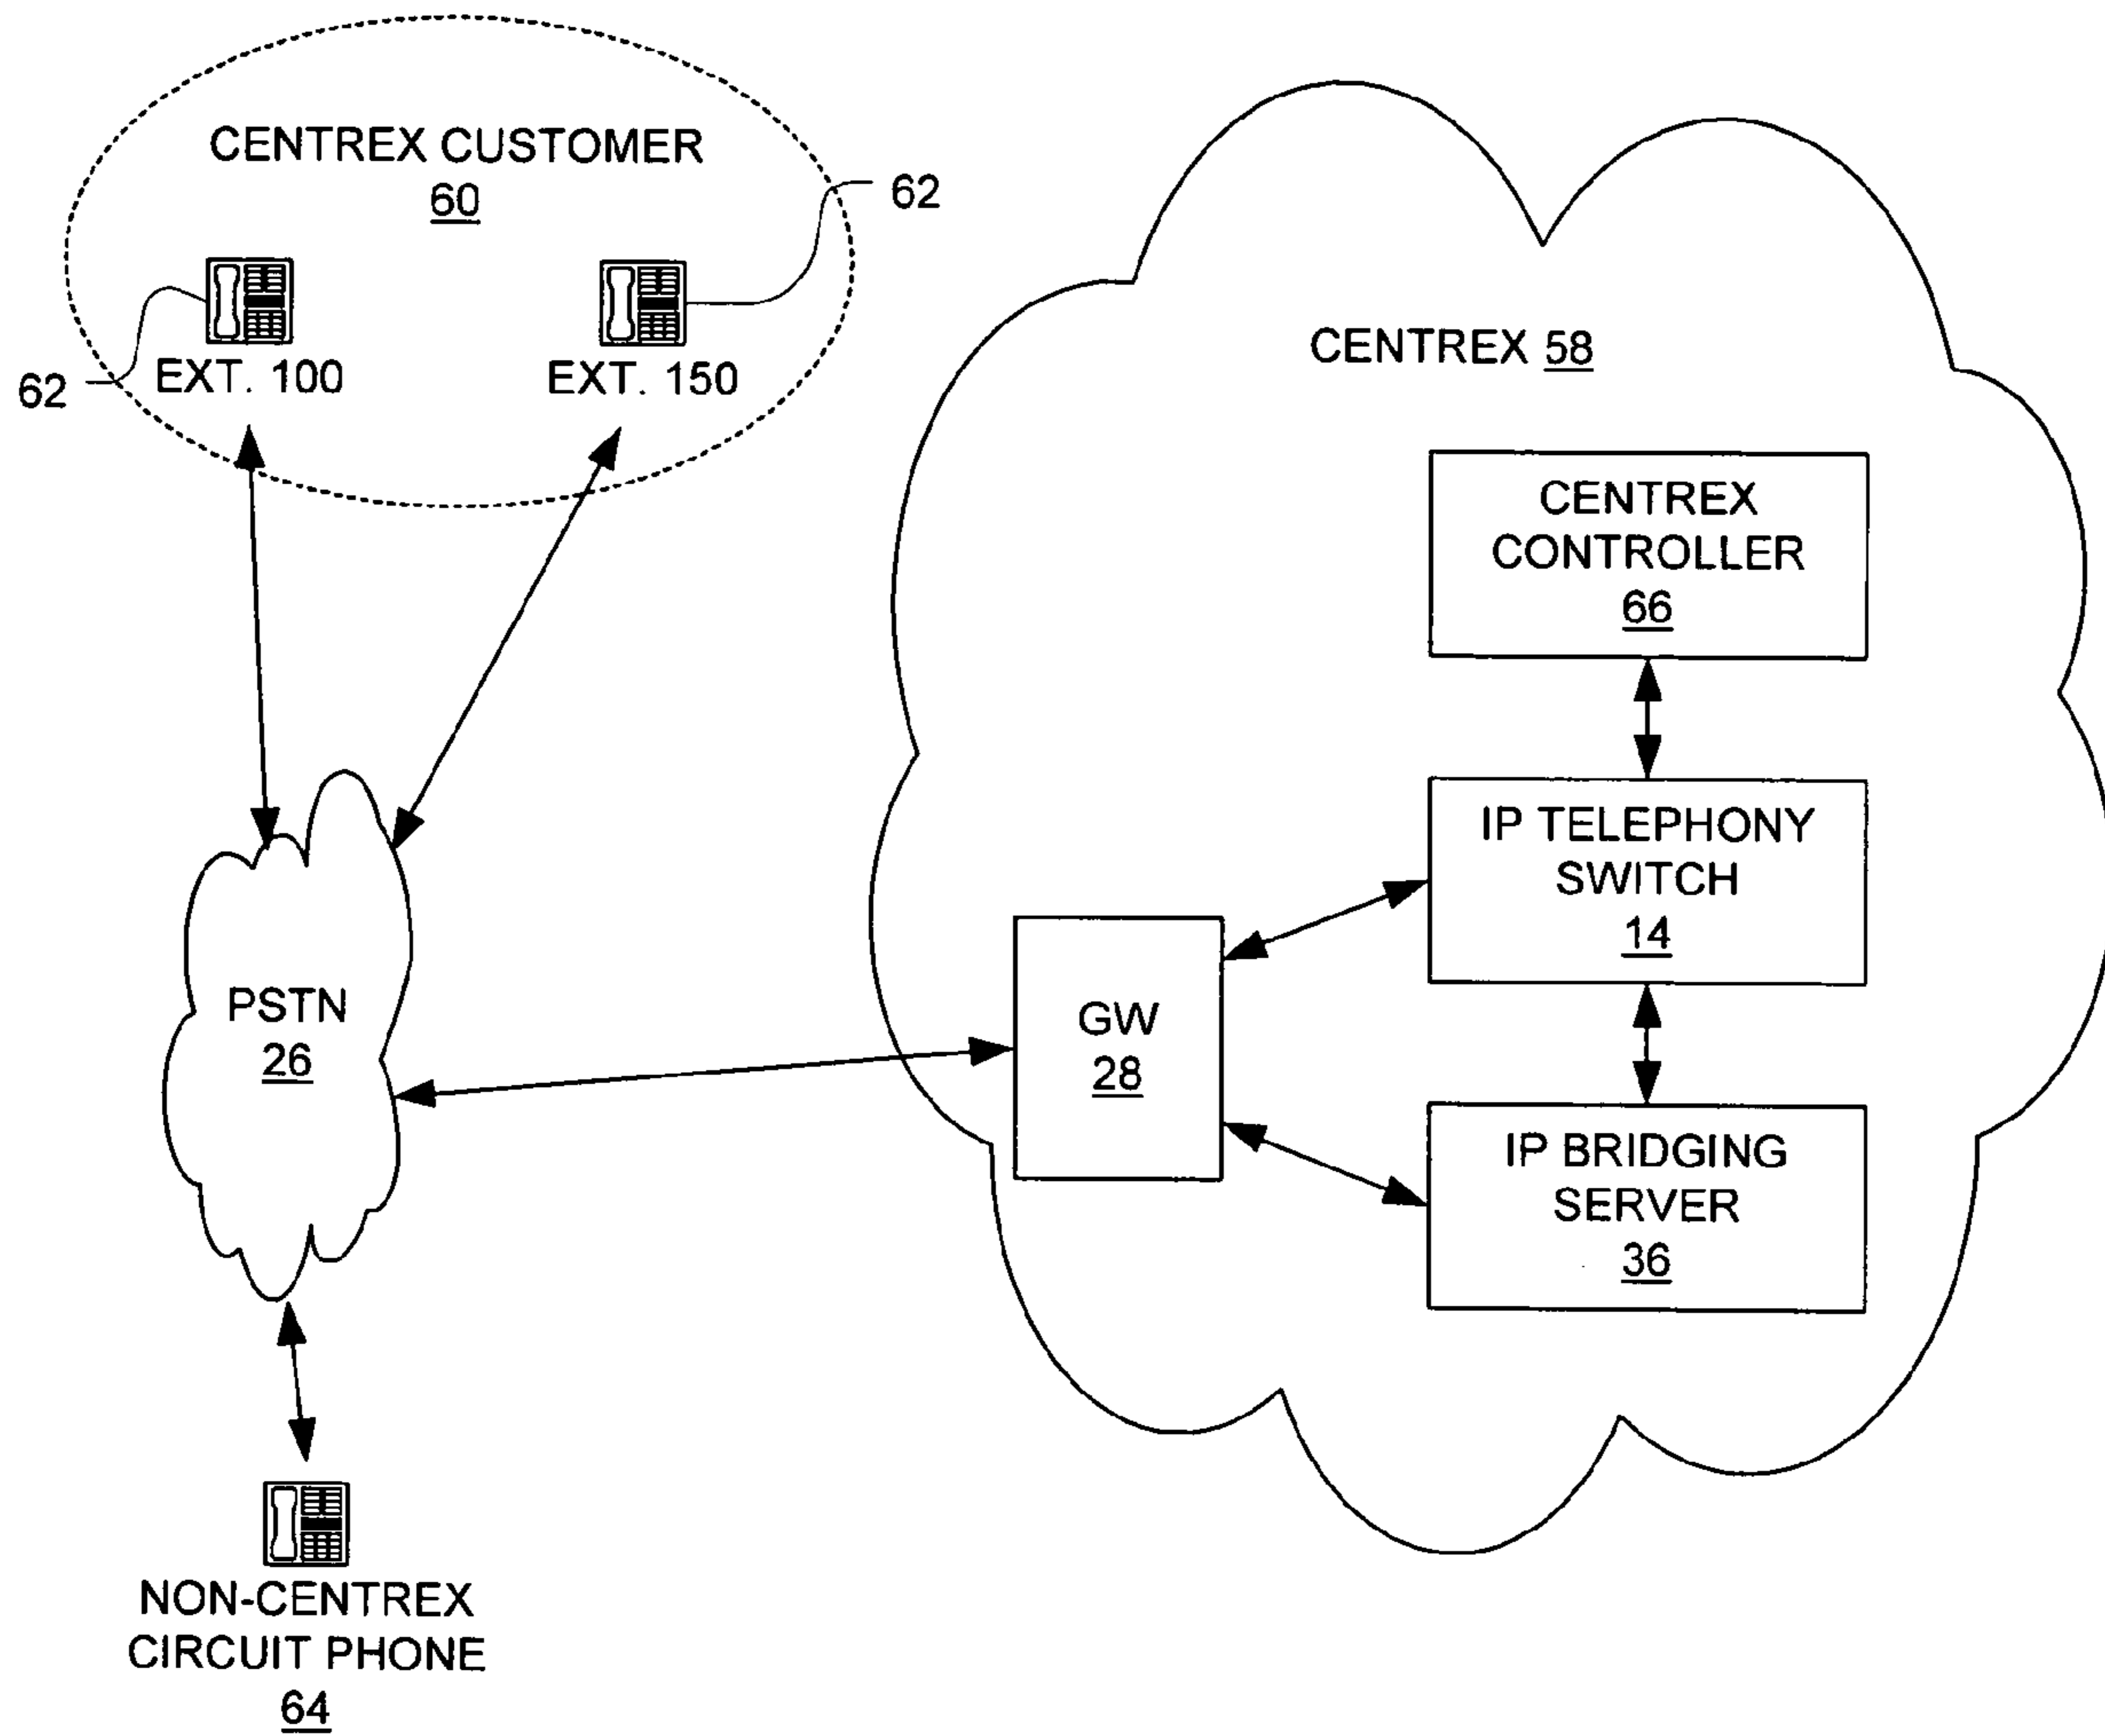 CENTREX CUSTOMER
60
62
62
EXT. 100
EXT. 150
CENTREX 58
CENTREX
CONTROLLER
66
IP TELEPHONY
SWITCH
14
GW
28
IP BRIDGING
SERVER
36
PSTN
26
NON-CENTREX
CIRCUIT PHONE
64